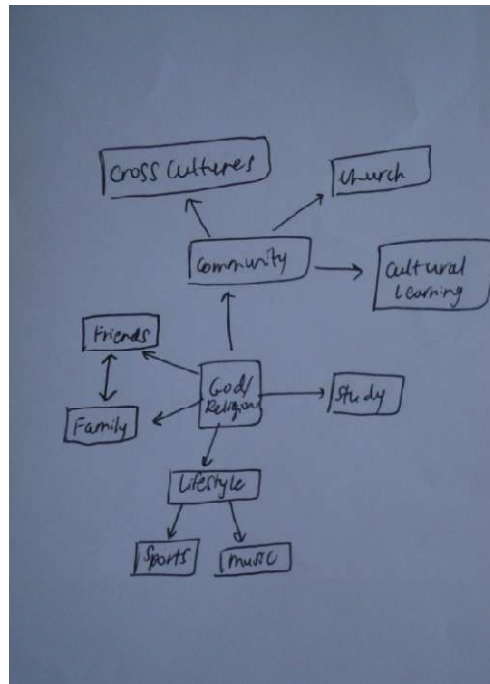 Cross Cultures
Church
Community
Cultural
Learning
Friends
God/
Religion
Study
Family
Lifestyle
Sports
music